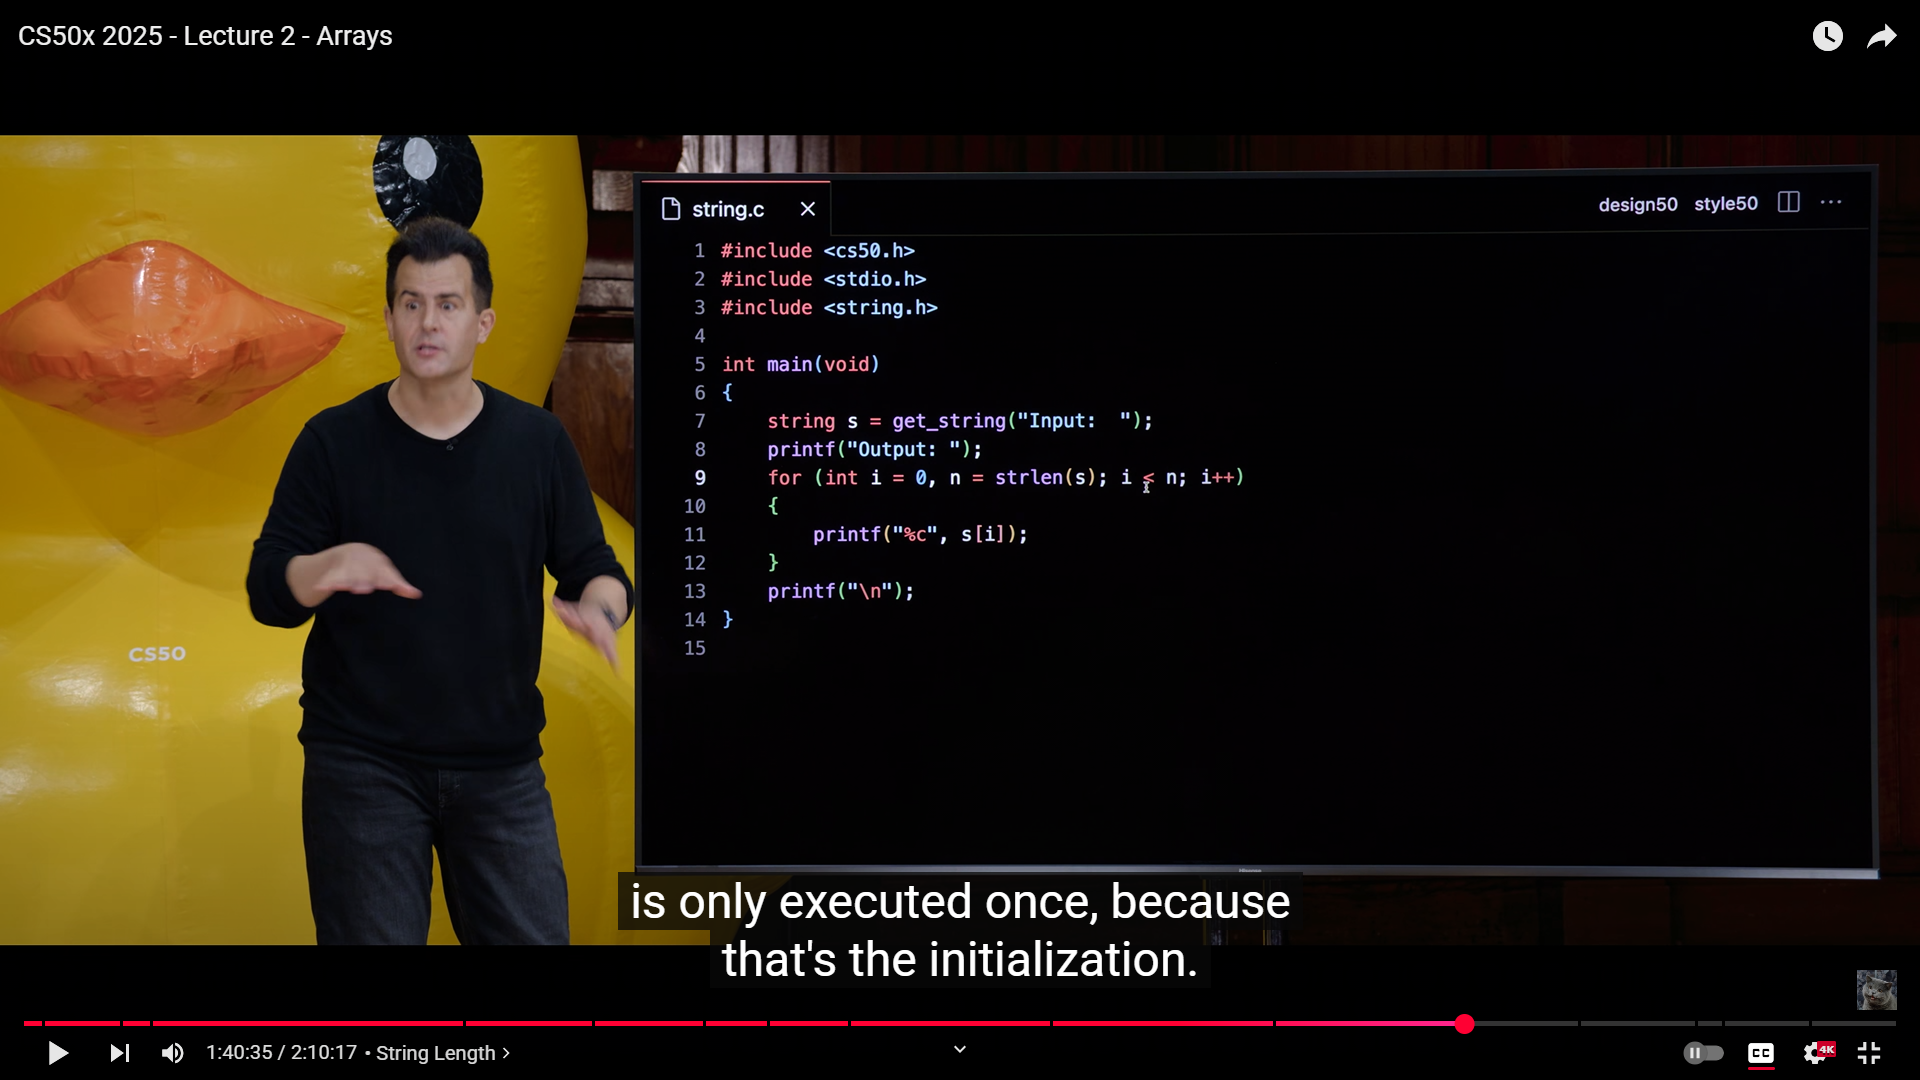 CS50x 2025 - Lecture 2 - Arrays
string.c
design50 style50
1 #include <cs50.h>
2 #include <stdio.h>
3 #include <string.h>
4
5 int main(void)
6 {
7     string s = get_string("Input:  ");
8     printf("Output: ");
9     for (int i = 0, n = strlen(s); i < n; i++)
10     {
11         printf("%c", s[i]);
12     }
13     printf("\n");
14 }
15
CS50
is only executed once, because
that's the initialization.
1:40:35 / 2:10:17 • String Length
CC
4K